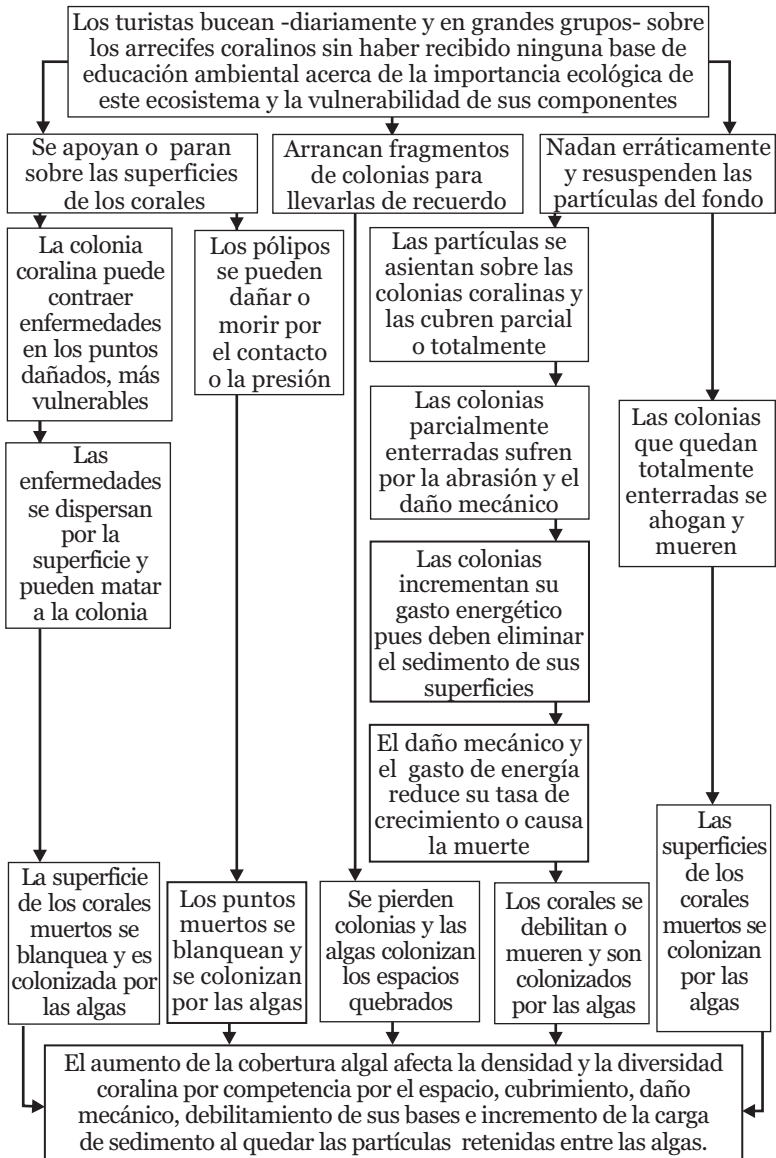 Los turistas bucean -diariamente y en grandes grupos- sobre
los arrecifes coralinos sin haber recibido ninguna base de
educación ambiental acerca de la importancia ecológica de
este ecosistema y la vulnerabilidad de sus componentes
Se apoyan o paran
sobre las superficies
de los corales
Arrancan fragmentos
de colonias para
llevarlas de recuerdo
Nadan erráticamente
y resuspenden las
partículas del fondo
La colonia
coralina puede
contraer
enfermedades
en los puntos
dañados, más
vulnerables
Los pólipos
se pueden
dañar o
morir por
el contacto
o la presión
Las partículas se
asientan sobre las
colonias coralinas y
las cubren parcial
o totalmente
Las colonias
parcialmente
enterradas sufren
por la abrasión y el
daño mecánico
Las colonias
que quedan
totalmente
enterradas se
ahogan y
mueren
Las
enfermedades
se dispersan
por la
superficie y
pueden matar
a la colonia
Las colonias
incrementan su
gasto energético
pues deben eliminar
el sedimento de sus
superficies
El daño mecánico y
el gasto de energía
reduce su tasa de
crecimiento o causa
la muerte
La superficie
de los corales
muertos se
blanquea y es
colonizada por
las algas
Los puntos
muertos se
blanquean y
se colonizan
por las algas
Se pierden
colonias y las
algas colonizan
los espacios
quebrados
Los corales se
debilitan o
mueren y son
colonizados
por las algas
Las
superficies
de los
corales
muertos se
colonizan
por las
algas
El aumento de la cobertura algal afecta la densidad y la diversidad
coralina por competencia por el espacio, cubrimiento, daño
mecánico, debilitamiento de sus bases e incremento de la carga
de sedimento al quedar las partículas retenidas entre las algas.